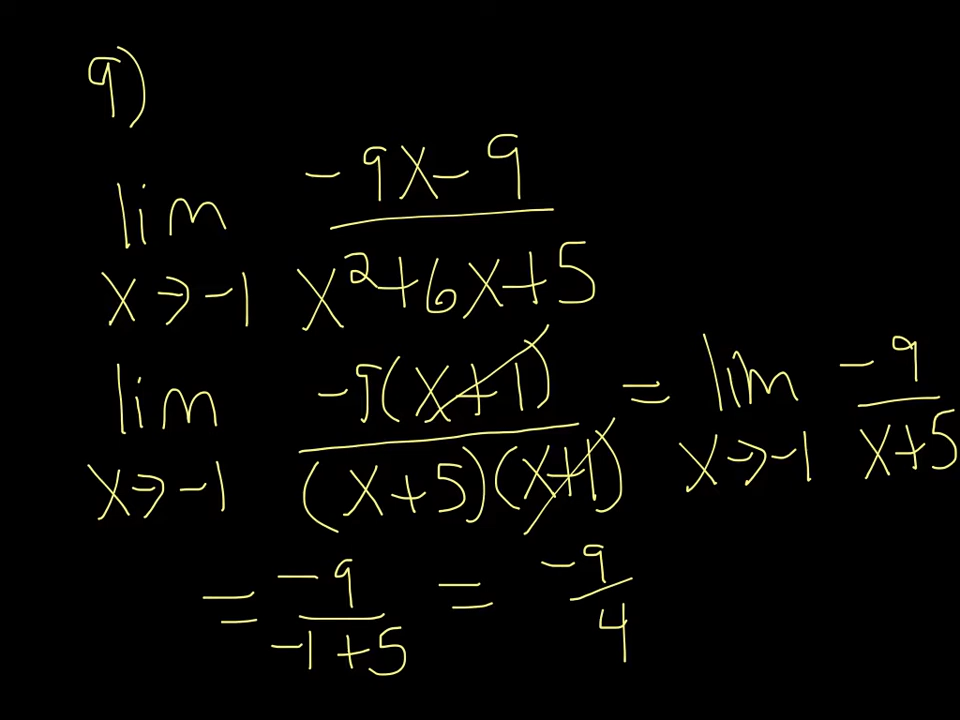 9)
lim -9x-9
x→-1 x²+6x+5
lim -9(x+1) = lim -9
x→-1 (x+5)(x+1) x→-1 x+5
= -9/-1+5 = -9/4